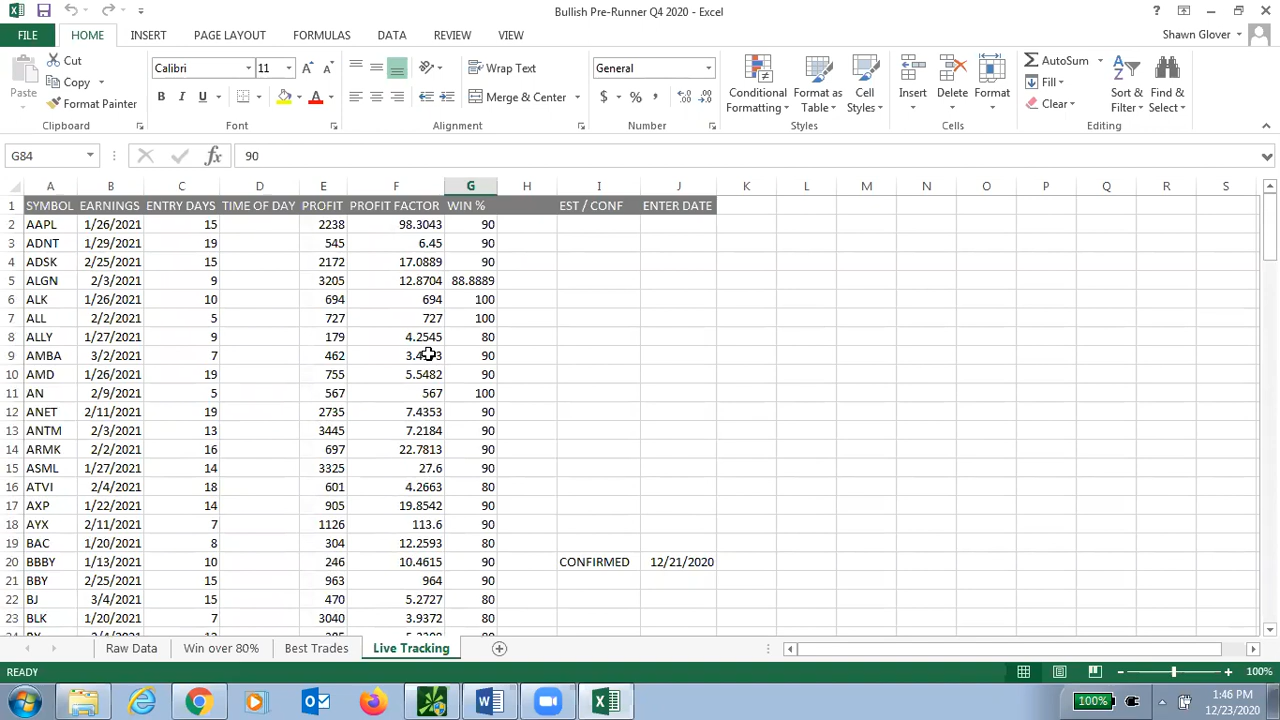 Bullish Pre-Runner Q4 2020 - Excel
FILE HOME INSERT PAGE LAYOUT FORMULAS DATA REVIEW VIEW Shawn Glover
Paste Cut Copy Format Painter Clipboard
Calibri 11 B I U A A A Font
Wrap Text Merge & Center Alignment
General $ % , Number
Conditional Formatting Format as Table Cell Styles Styles
Insert Delete Format Cells
AutoSum Fill Clear Sort & Filter Find & Select Editing
G84 fx 90
A B C D E F G H I J K L M N O P Q R S
1 SYMBOL EARNINGS ENTRY DAYS TIME OF DAY PROFIT PROFIT FACTOR WIN % EST / CONF ENTER DATE
2 AAPL 1/26/2021 15 2238 98.3043 90
3 ADNT 1/29/2021 19 545 6.45 90
4 ADSK 2/25/2021 15 2172 17.0889 90
5 ALGN 2/3/2021 9 3205 12.8704 88.8889
6 ALK 1/26/2021 10 694 694 100
7 ALL 2/2/2021 5 727 727 100
8 ALLY 1/27/2021 9 179 4.2545 80
9 AMBA 3/2/2021 7 462 90
10 AMD 1/26/2021 19 755 5.5482 90
11 AN 2/9/2021 5 567 567 100
12 ANET 2/11/2021 19 2735 7.4353 90
13 ANTM 2/3/2021 13 3445 7.2184 90
14 ARMK 2/2/2021 16 697 22.7813 90
15 ASML 1/27/2021 14 3325 27.6 90
16 ATVI 2/4/2021 18 601 4.2663 80
17 AXP 1/22/2021 14 905 19.8542 90
18 AYX 2/11/2021 7 1126 113.6 90
19 BAC 1/20/2021 8 304 12.2593 80
20 BBBY 1/13/2021 10 246 10.4615 90 CONFIRMED 12/21/2020
21 BBY 2/25/2021 15 963 964 90
22 BJ 3/4/2021 15 470 5.2727 80
23 BLK 1/20/2021 7 3040 3.9372 80
Raw Data Win over 80% Best Trades Live Tracking
READY 100%
100% 1:46 PM
12/23/2020